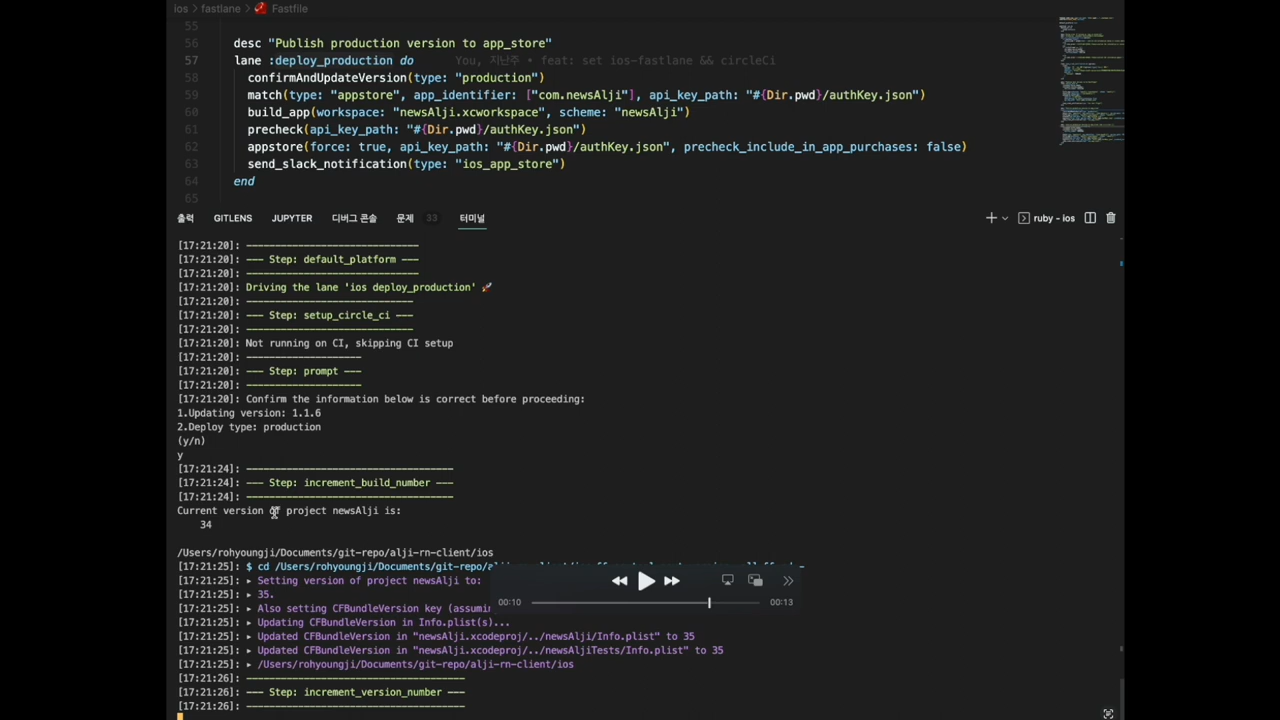 ios › fastlane › Fastfile
55
56 desc "Publish production version to app_store"
57 lane :deploy_production do You, 지난주 • feat: set ios-fastlane && circleCi
58 confirmAndUpdateVersion(type: "production")
59 match(type: "appstore", app_identifier: ["com.newsAlji"], api_key_path: "#{Dir.pwd}/authKey.json")
60 build_app(workspace: "newsAlji.xcworkspace", scheme: "newsAlji")
61 precheck(api_key_path: "#{Dir.pwd}/authKey.json")
62 appstore(force: true, api_key_path: "#{Dir.pwd}/authKey.json", precheck_include_in_app_purchases: false)
63 send_slack_notification(type: "ios_app_store")
64 end
65
출력 GITLENS JUPYTER 디버그 콘솔 문제 33 터미널 ruby - ios
[17:21:20]: ------------------------------
[17:21:20]: --- Step: default_platform ---
[17:21:20]: ------------------------------
[17:21:20]: Driving the lane 'ios deploy_production' 🚀
[17:21:20]: -----------------------------
[17:21:20]: --- Step: setup_circle_ci ---
[17:21:20]: -----------------------------
[17:21:20]: Not running on CI, skipping CI setup
[17:21:20]: --------------------
[17:21:20]: --- Step: prompt ---
[17:21:20]: --------------------
[17:21:20]: Confirm the information below is correct before proceeding:
1.Updating version: 1.1.6
2.Deploy type: production
(y/n)
y
[17:21:24]: ------------------------------------
[17:21:24]: --- Step: increment_build_number ---
[17:21:24]: ------------------------------------
Current version of project newsAlji is:
34
/Users/rohyoungji/Documents/git-repo/alji-rn-client/ios
[17:21:25]: $ cd /Users/rohyoungji/Documents/git-repo/
[17:21:25]: ▸ Setting version of project newsAlji to:
[17:21:25]: ▸ 35.
[17:21:25]: ▸ Also setting CFBundleVersion key
[17:21:25]: ▸ Updating CFBundleVersion in Info.plist(s)...
[17:21:25]: ▸ Updated CFBundleVersion in "newsAlji.xcodeproj/../newsAlji/Info.plist" to 35
[17:21:25]: ▸ Updated CFBundleVersion in "newsAlji.xcodeproj/../newsAljiTests/Info.plist" to 35
[17:21:25]: ▸ /Users/rohyoungji/Documents/git-repo/alji-rn-client/ios
[17:21:26]: --------------------------------------
[17:21:26]: --- Step: increment_version_number ---
[17:21:26]: --------------------------------------
00:10 00:13